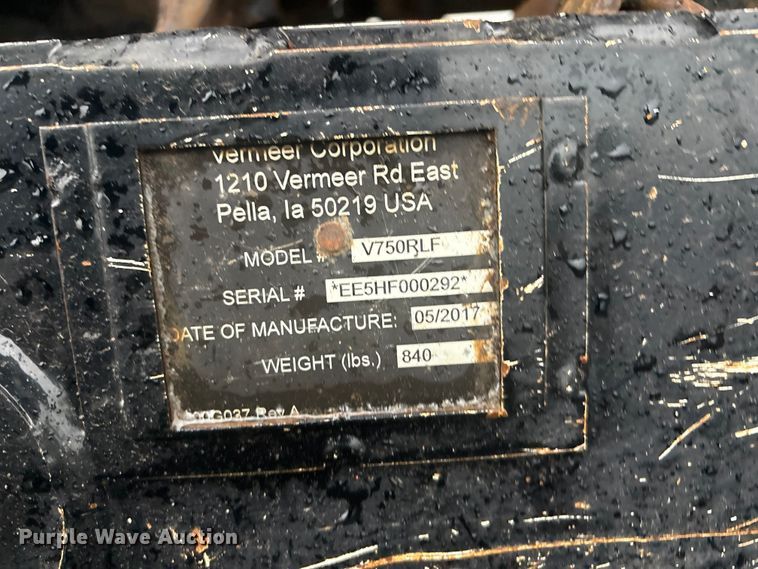 Vermeer Corporation
1210 Vermeer Rd East
Pella, Ia 50219 USA
MODEL # V750RLF
SERIAL # *EE5HF000292*
DATE OF MANUFACTURE: 05/2017
WEIGHT (lbs.) 840
Rev A
Purple Wave Auction